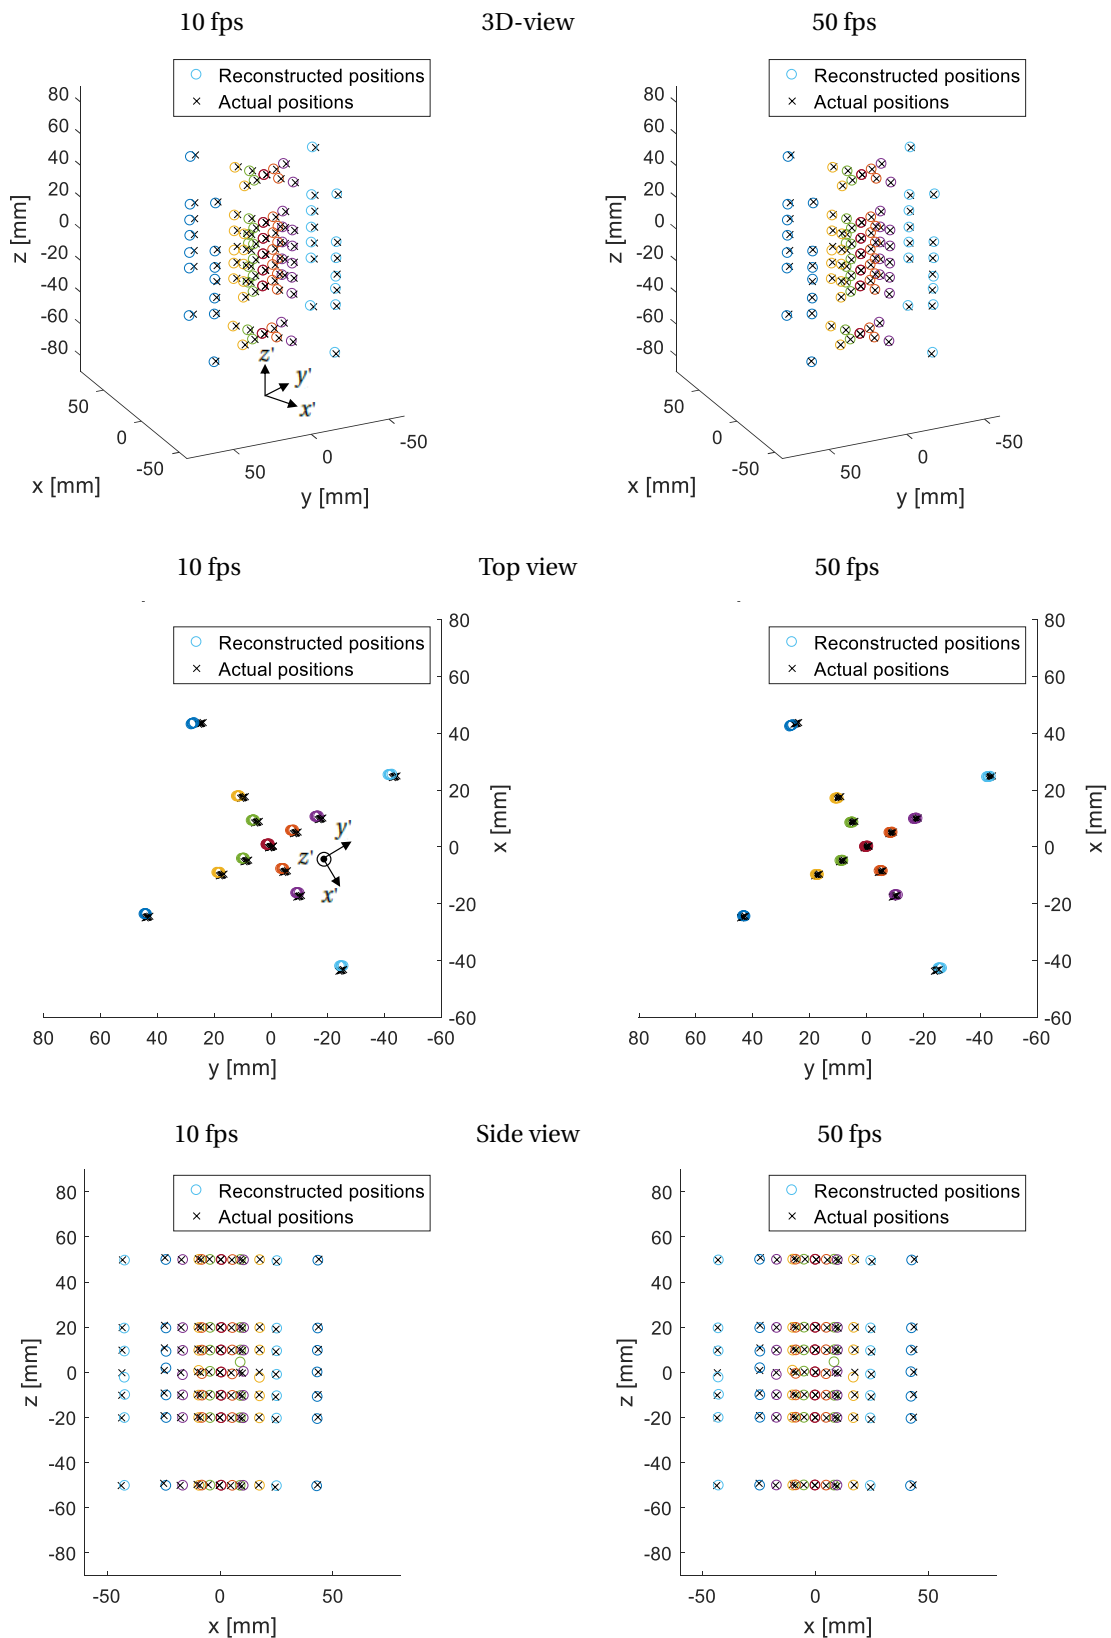 10 fps 3D-view 50 fps
Reconstructed positions
Actual positions
80
60
40
20
0
-20
-40
-60
-80
z [mm]
50
0
-50
x [mm]
50
0
-50
y [mm]
z'
y'
x'
Reconstructed positions
Actual positions
80
60
40
20
0
-20
-40
-60
-80
z [mm]
50
0
-50
x [mm]
50
0
-50
y [mm]
10 fps Top view 50 fps
Reconstructed positions
Actual positions
80
60
40
20
0
-20
-40
-60
x [mm]
y'
z'
x'
80 60 40 20 0 -20 -40 -60
y [mm]
Reconstructed positions
Actual positions
80
60
40
20
0
-20
-40
-60
x [mm]
80 60 40 20 0 -20 -40 -60
y [mm]
10 fps Side view 50 fps
Reconstructed positions
Actual positions
80
60
40
20
0
-20
-40
-60
-80
z [mm]
-50 0 50
x [mm]
Reconstructed positions
Actual positions
80
60
40
20
0
-20
-40
-60
-80
z [mm]
-50 0 50
x [mm]